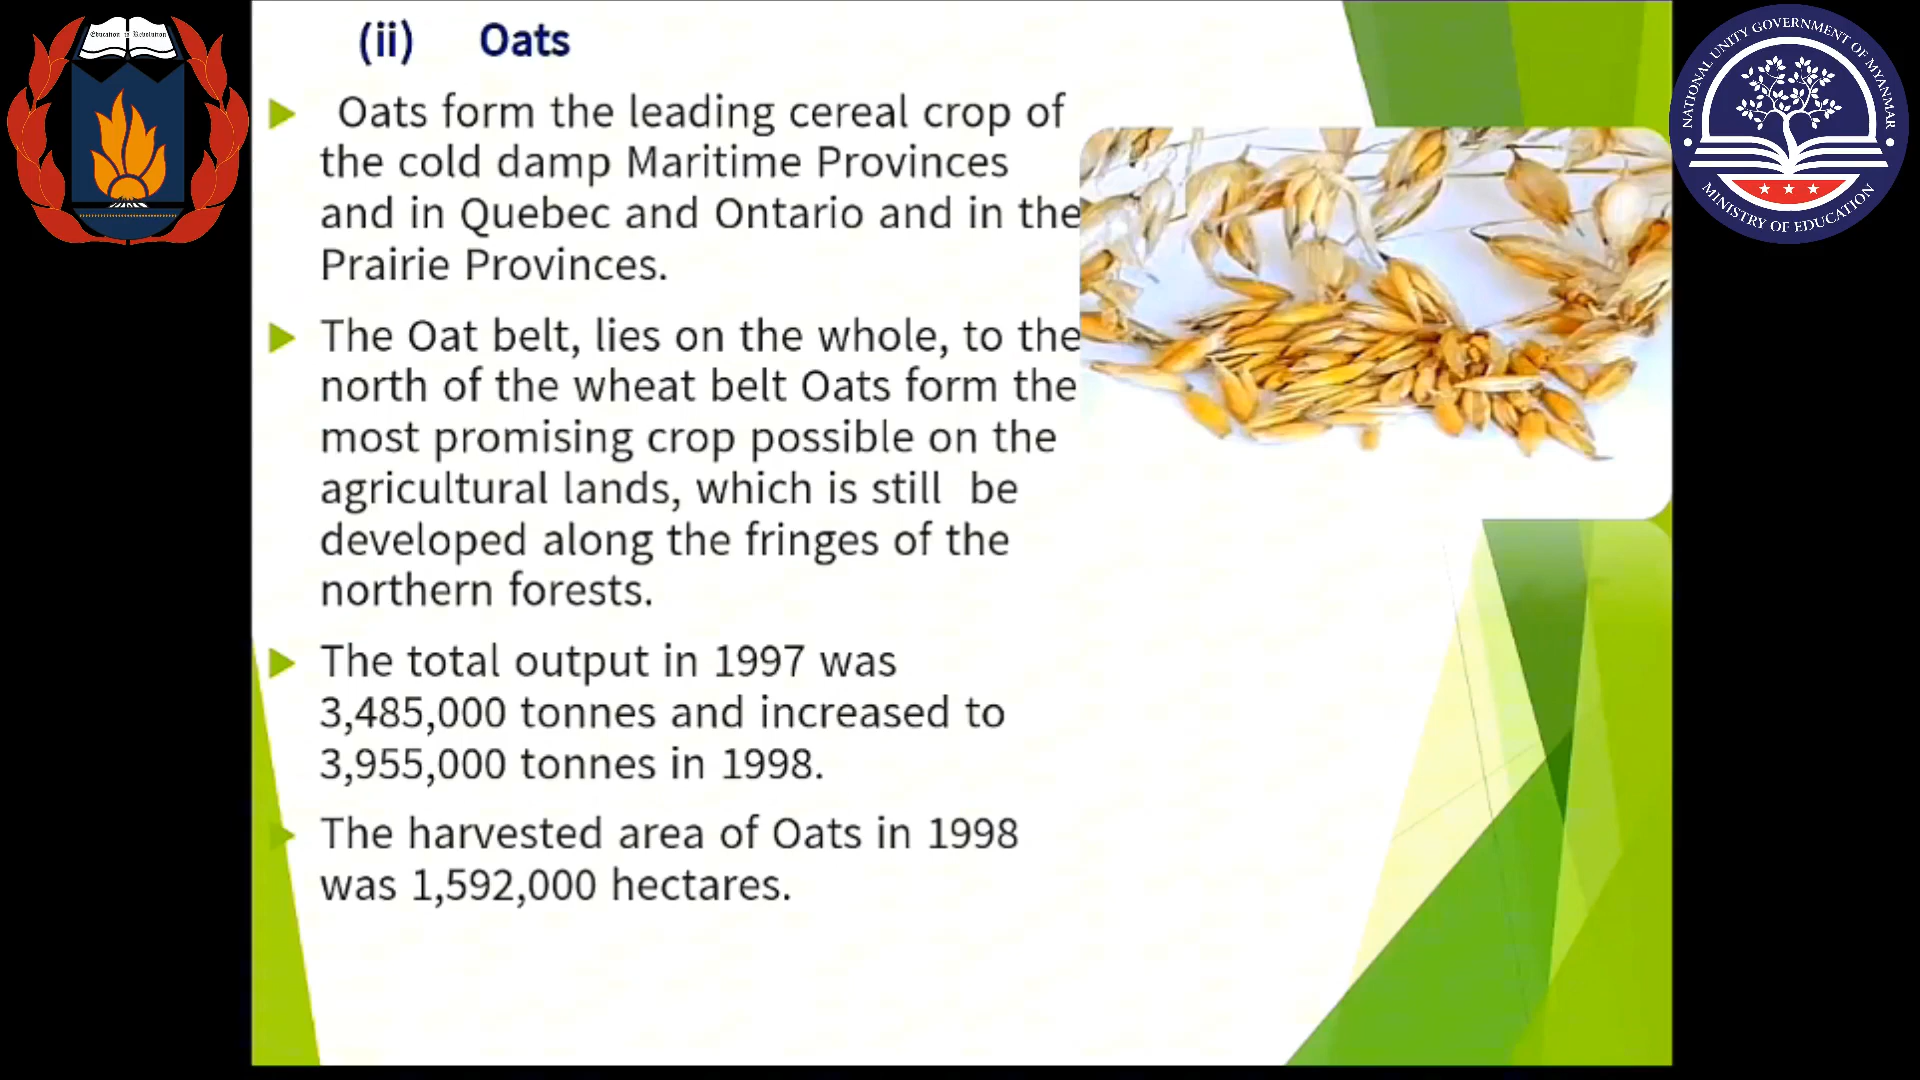 Education in Revolution
(ii) Oats
Oats form the leading cereal crop of
the cold damp Maritime Provinces
and in Quebec and Ontario and in the
Prairie Provinces.
The Oat belt, lies on the whole, to the
north of the wheat belt Oats form the
most promising crop possible on the
agricultural lands, which is still be
developed along the fringes of the
northern forests.
The total output in 1997 was
3,485,000 tonnes and increased to
3,955,000 tonnes in 1998.
The harvested area of Oats in 1998
was 1,592,000 hectares.
NATIONAL UNITY GOVERNMENT OF MYANMAR
MINISTRY OF EDUCATION